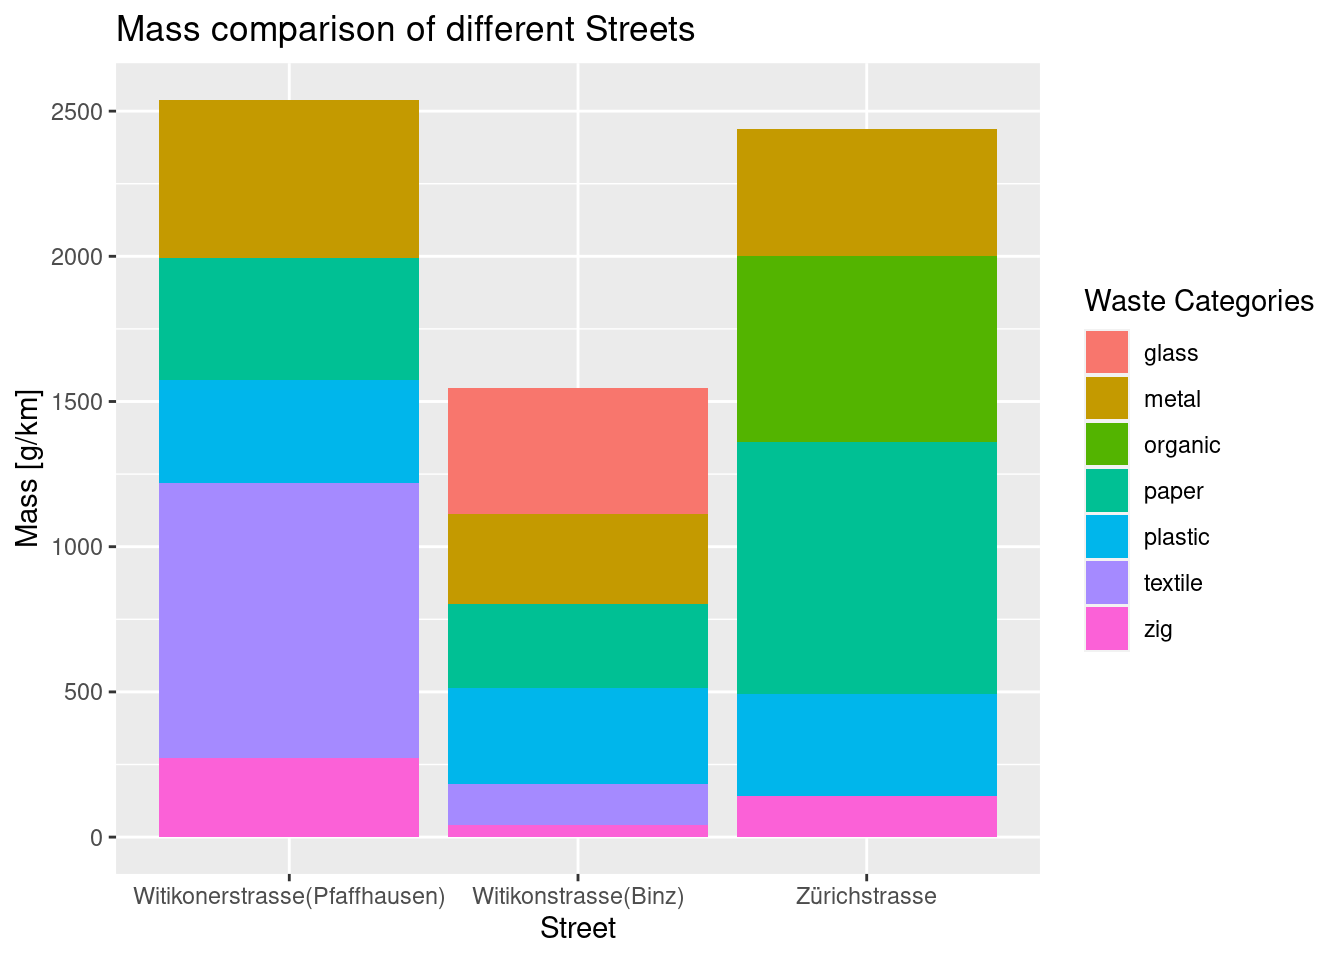 Mass comparison of different Streets
Mass [g/km]
2500
2000
1500
1000
500
0
Witikonerstrasse(Pfaffhausen)
Witikonstrasse(Binz)
Zürichstrasse
Street
Waste Categories
glass
metal
organic
paper
plastic
textile
zig